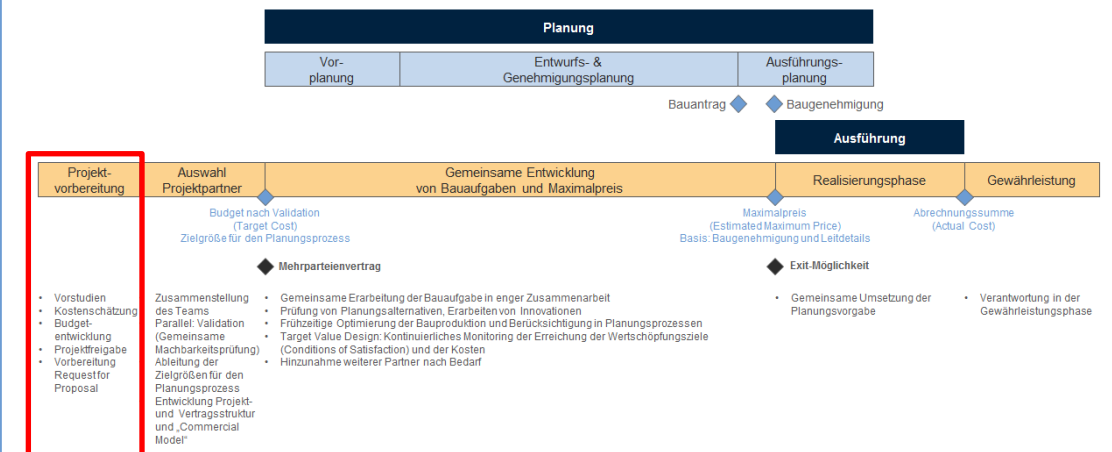 Planung
Vor-
planung
Entwurfs- &
Genehmigungsplanung
Ausführungs-
planung
Bauantrag
Baugenehmigung
Ausführung
Projekt-
vorbereitung
Auswahl
Projektpartner
Gemeinsame Entwicklung
von Bauaufgaben und Maximalpreis
Realisierungsphase
Gewährleistung
Budget nach Validation
(Target Cost)
Zielgröße für den Planungsprozess
Maximalpreis
(Estimated Maximum Price)
Basis: Baugenehmigung und Leitdetails
Abrechnungssumme
(Actual Cost)
Mehrparteienvertrag
Exit-Möglichkeit
• Vorstudien
• Kostenschätzung
• Budget-
entwicklung
• Projektfreigabe
• Vorbereitung
Request for
Proposal
Zusammenstellung
des Teams
Parallel: Validation
(Gemeinsame
Machbarkeitsprüfung)
Ableitung der
Zielgrößen für den
Planungsprozess
Entwicklung Projekt-
und Vertragsstruktur
und „Commercial
Model“
• Gemeinsame Erarbeitung der Bauaufgabe in enger Zusammenarbeit
• Prüfung von Planungsalternativen, Erarbeiten von Innovationen
• Frühzeitige Optimierung der Bauproduktion und Berücksichtigung in Planungsprozessen
• Target Value Design: Kontinuierliches Monitoring der Erreichung der Wertschöpfungsziele
(Conditions of Satisfaction) und der Kosten
• Hinzunahme weiterer Partner nach Bedarf
• Gemeinsame Umsetzung der
Planungsvorgabe
• Verantwortung in der
Gewährleistungsphase